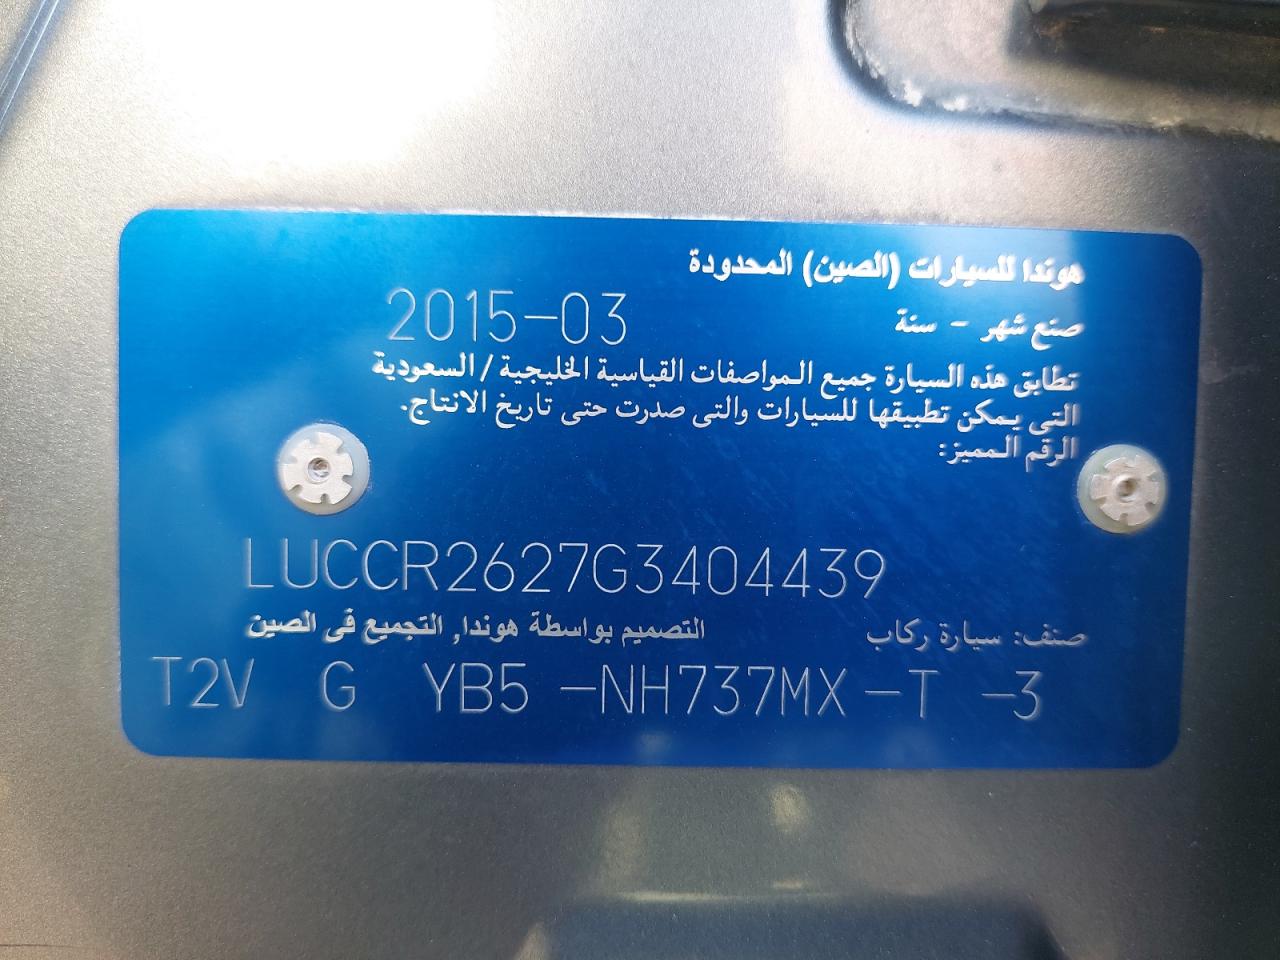 هوندا للسيارات (الصين) المحدودة
صنع شهر - سنة 2015-03
تطابق هذه السيارة جميع المواصفات القياسية الخليجية / السعودية
التى يمكن تطبيقها للسيارات والتى صدرت حتى تاريخ الانتاج.
الرقم المميز:
LUCCR2627G3404439
صنف: سيارة ركاب التصميم بواسطة هوندا, التجميع فى الصين
T2V G YB5 -NH737MX-T -3